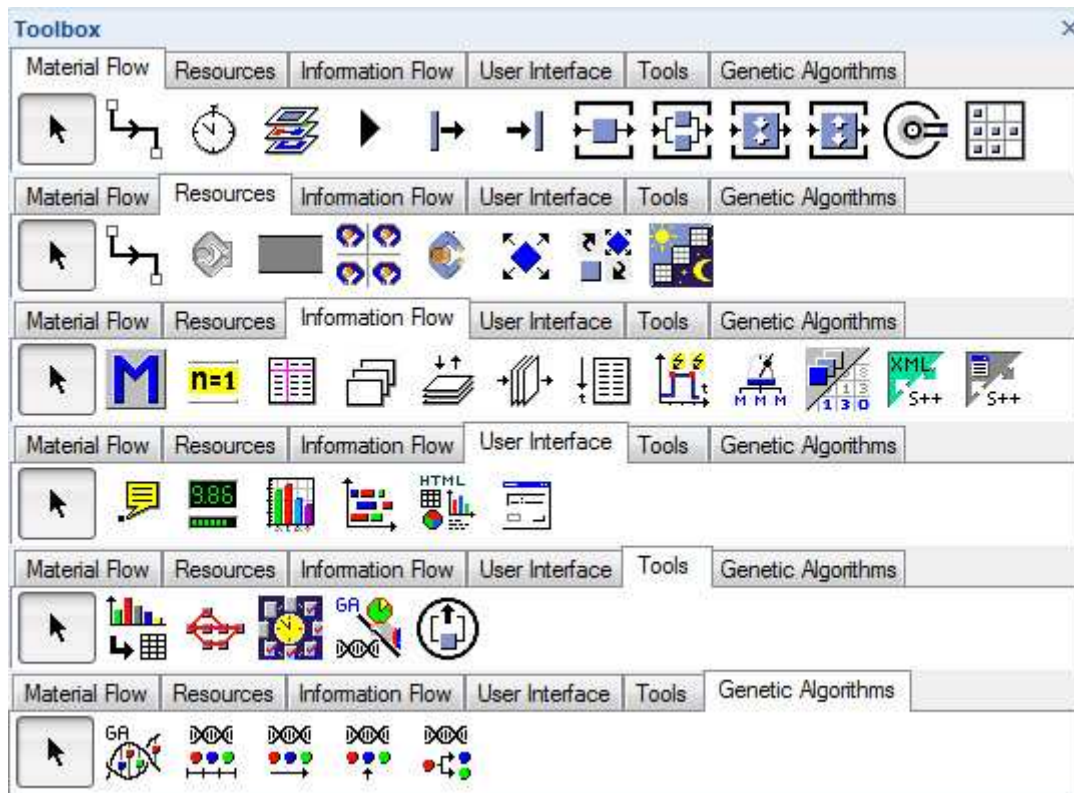 Toolbox
Material Flow Resources Information Flow User Interface Tools Genetic Algorithms
Material Flow Resources Information Flow User Interface Tools Genetic Algorithms
Material Flow Resources Information Flow User Interface Tools Genetic Algorithms
M n=1 t t M M M 1 3 0 XML S++ S++
Material Flow Resources Information Flow User Interface Tools Genetic Algorithms
9.86 HTML
Material Flow Resources Information Flow User Interface Tools Genetic Algorithms
GA
Material Flow Resources Information Flow User Interface Tools Genetic Algorithms
GA